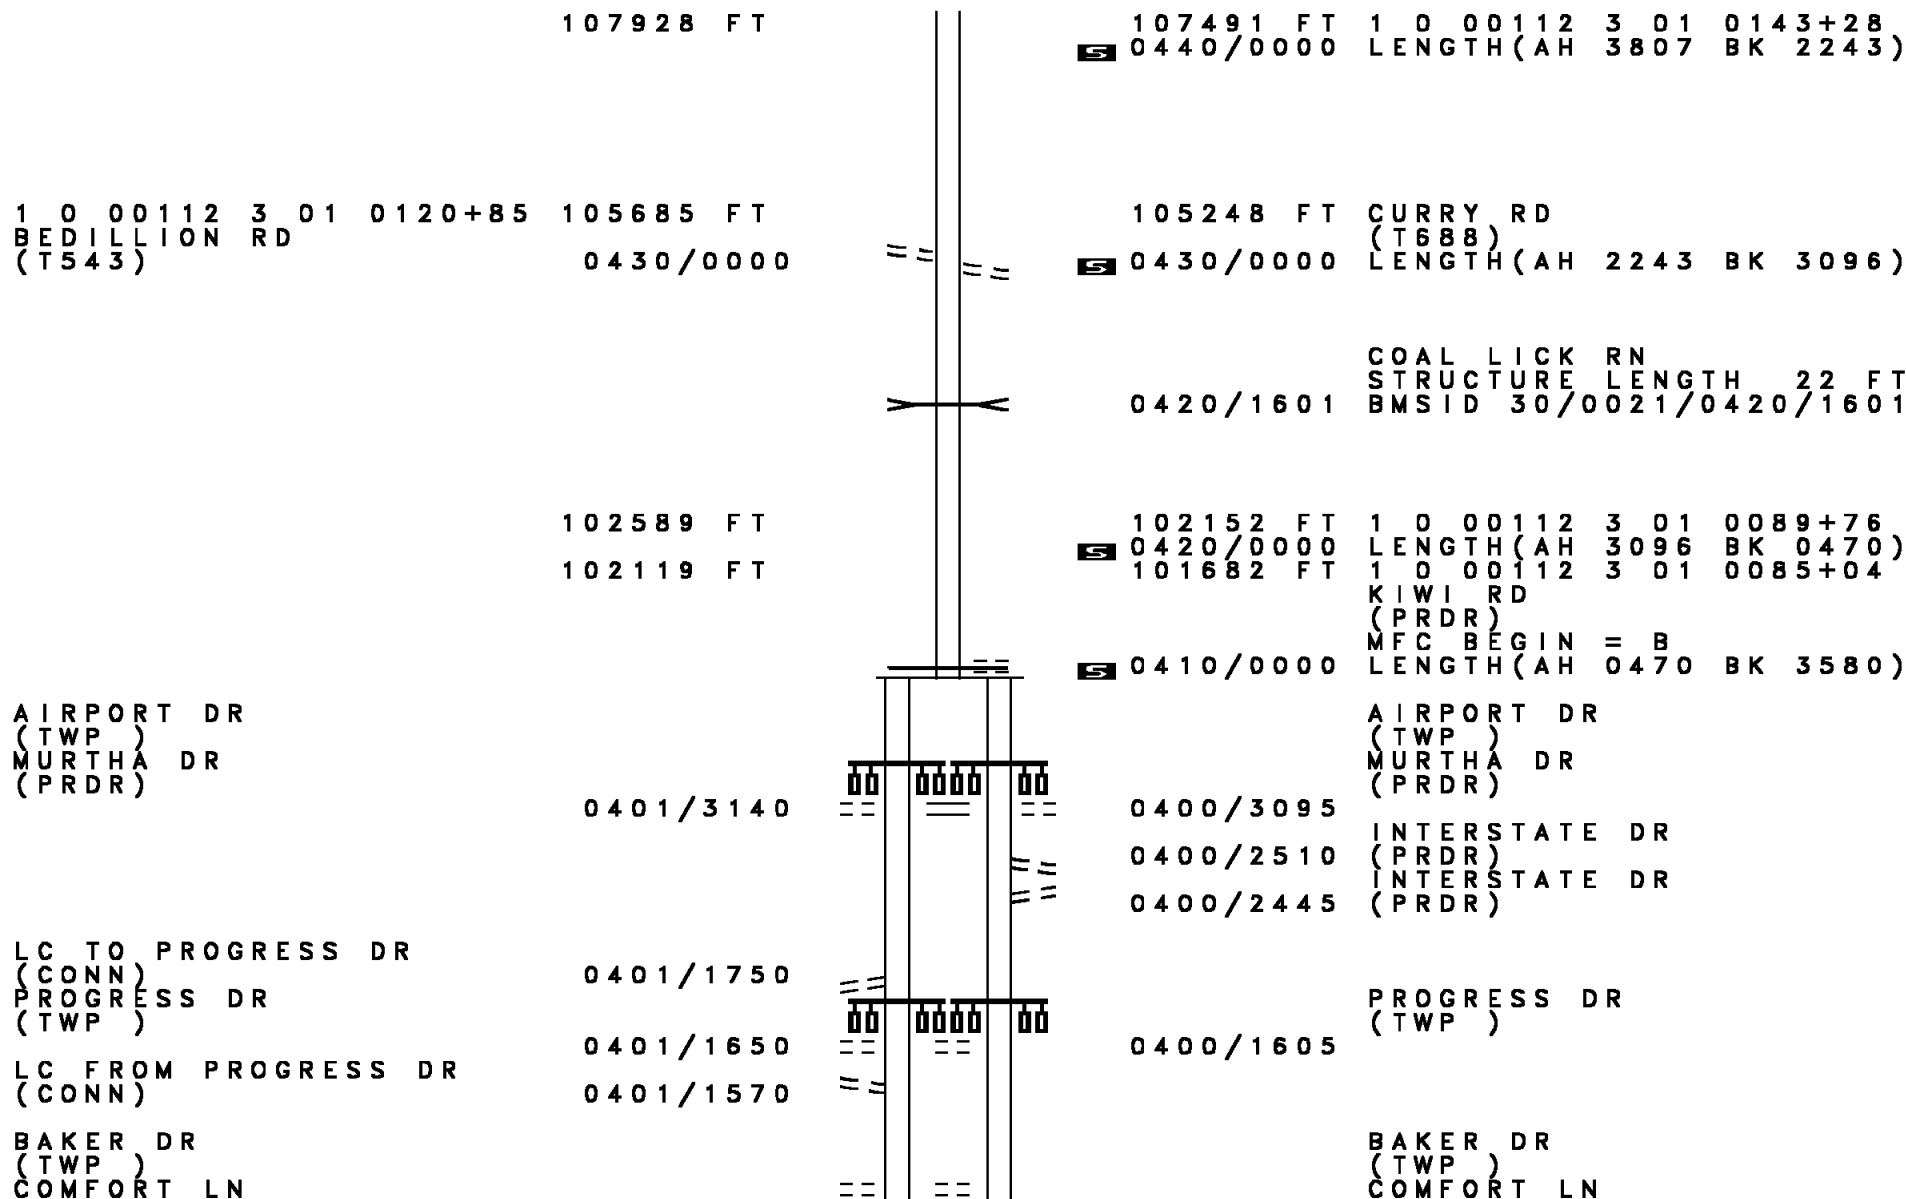 107928 FT 107491 FT 1 0 00112 3 01 0143+28
S 0440/0000 LENGTH(AH 3807 BK 2243)
1 0 00112 3 01 0120+85 105685 FT 105248 FT CURRY RD
BEDILLION RD (T688)
(T543) 0430/0000 S 0430/0000 LENGTH(AH 2243 BK 3096)
COAL LICK RN
STRUCTURE LENGTH 22 FT
0420/1601 BMSID 30/0021/0420/1601
102589 FT 102152 FT 1 0 00112 3 01 0089+76
S 0420/0000 LENGTH(AH 3096 BK 0470)
102119 FT 101682 FT 1 0 00112 3 01 0085+04
KIWI RD
(PRDR)
MFC BEGIN = B
S 0410/0000 LENGTH(AH 0470 BK 3580)
AIRPORT DR AIRPORT DR
(TWP ) (TWP )
MURTHA DR MURTHA DR
(PRDR) (PRDR)
0401/3140 0400/3095
INTERSTATE DR
0400/2510 (PRDR)
INTERSTATE DR
0400/2445 (PRDR)
LC TO PROGRESS DR
(CONN) 0401/1750
PROGRESS DR PROGRESS DR
(TWP ) (TWP )
0401/1650 0400/1605
LC FROM PROGRESS DR
(CONN) 0401/1570
BAKER DR BAKER DR
(TWP ) (TWP )
COMFORT LN COMFORT LN